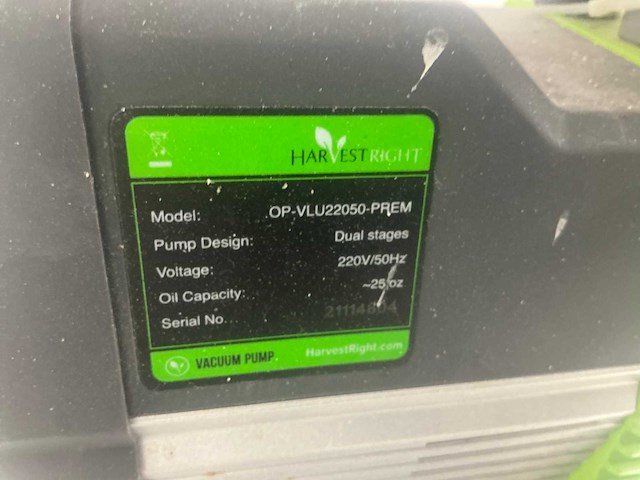 HARVESTRIGHT
Model: OP-VLU22050-PREM
Pump Design: Dual stages
Voltage: 220V/50Hz
Oil Capacity: ~25 oz
Serial No.
VACUUM PUMP HarvestRight.com